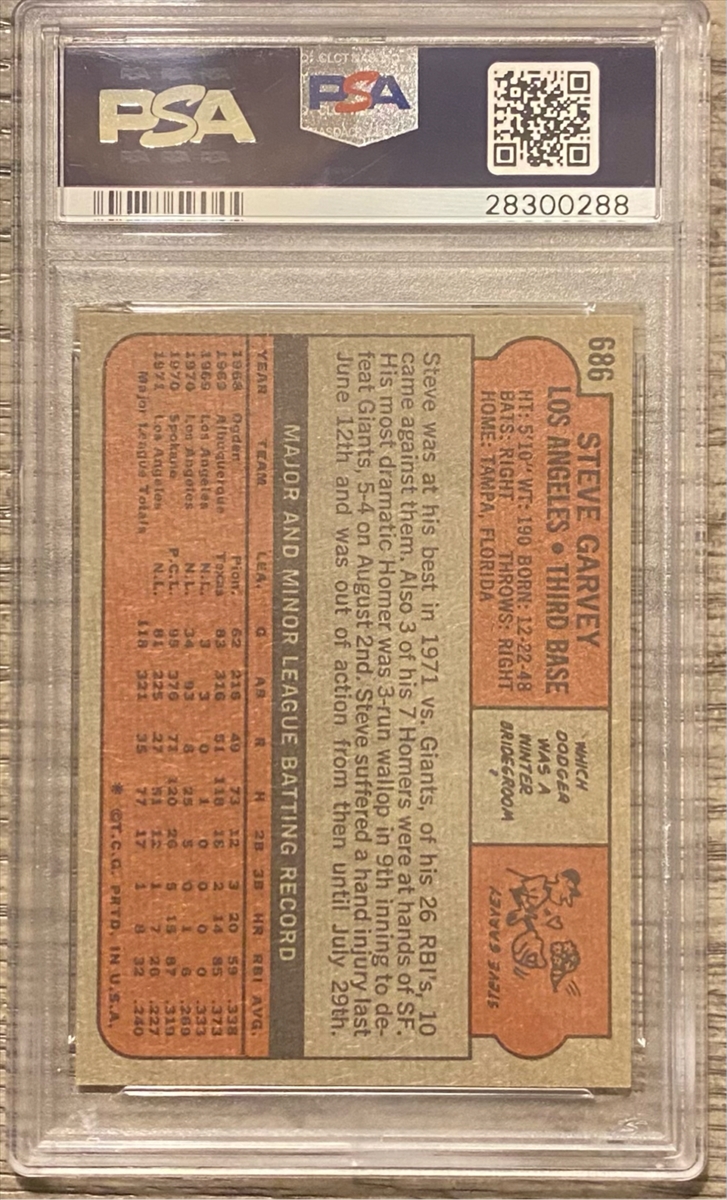 PSA
PSA
28300288
686
STEVE GARVEY
LOS ANGELES • THIRD BASE
HT: 5'10" WT: 190 BORN: 12-22-48
BATS: RIGHT THROWS: RIGHT
HOME: TAMPA, FLORIDA
WHICH
DODGER
WAS A
WINTER
BRIDEGROOM
?
STEVE GARVEY
Steve was at his best in 1971 vs. Giants, of his 26 RBI's, 10
came against them. Also 3 of his 7 Homers were at hands of SF.
His most dramatic Homer was 3-run wallop in 9th inning to de-
feat Giants, 5-4 on August 2nd. Steve suffered a hand injury last
June 12th and was out of action from then until July 29th.
MAJOR AND MINOR LEAGUE BATTING RECORD
YEAR TEAM LEA. G AB R H 2B 3B HR RBI AVG.
1968 Ogden Pion. 62 216 49 73 12 3 20 59 .338
1969 Albuquerque Texas 83 316 51 118 18 2 14 85 .373
1969 Los Angeles N.L. 3 3 0 1 0 0 0 0 .333
1970 Los Angeles N.L. 34 93 8 25 5 0 1 6 .269
1970 Spokane P.C.L. 95 376 71 120 26 5 15 87 .319
1971 Los Angeles N.L. 81 225 27 51 12 1 7 26 .227
Major League Totals 118 321 35 77 17 1 8 32 .240
* ©T.C.G. PRTD. IN U.S.A.